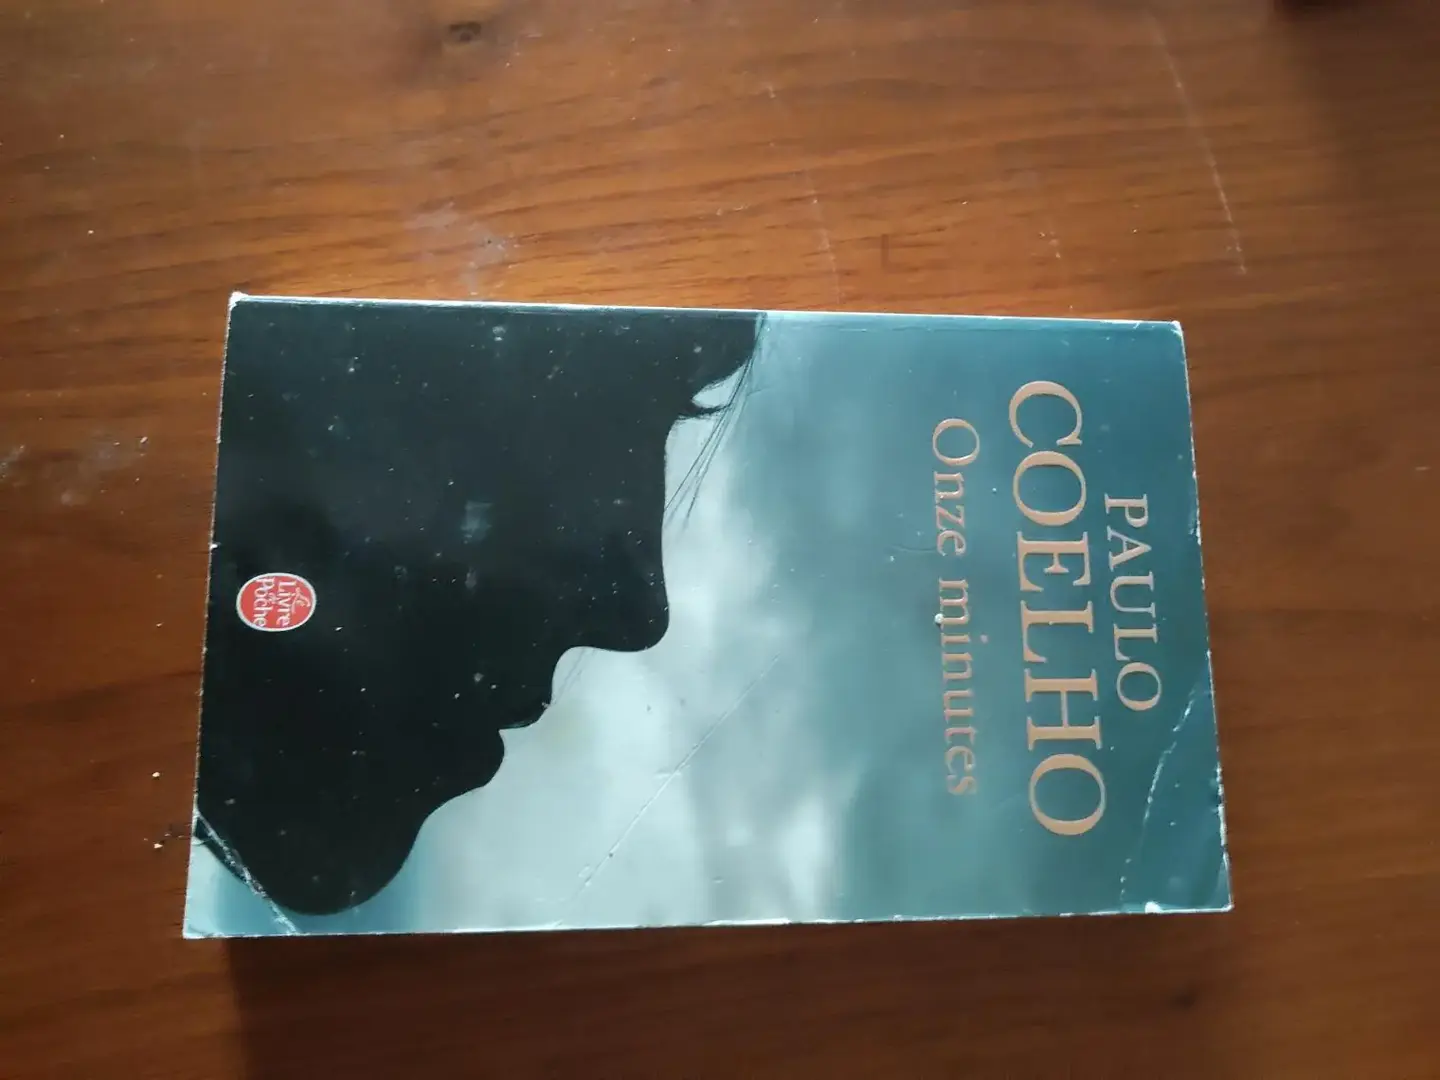 PAULO
COELHO
Onze minutes
Le
Livre
de
Poche